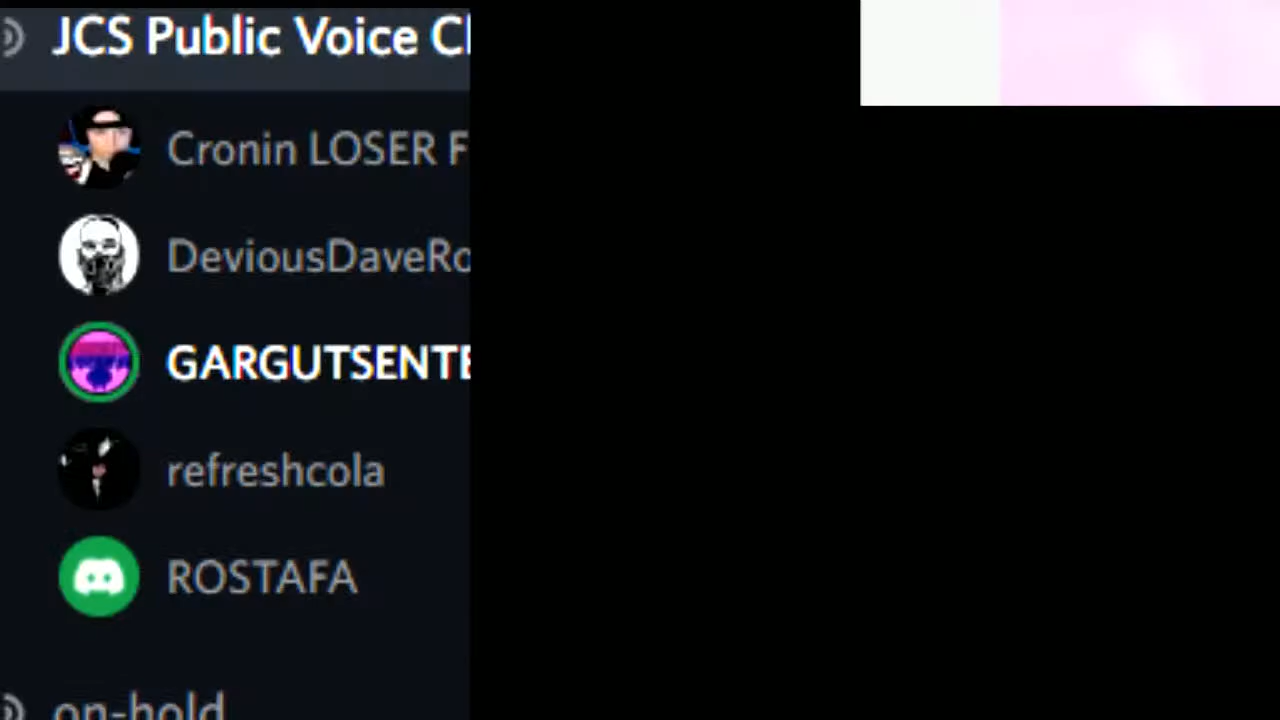 JCS Public Voice
Cronin LOSER F
DeviousDaveRo
GARGUTSENTE
refreshcola
ROSTAFA
on-hold